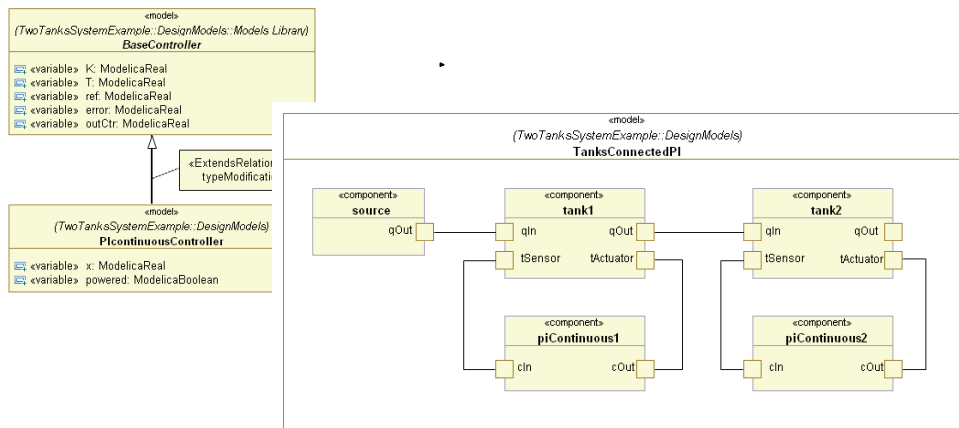 «model»
(TwoTanksSystemExample::DesignModels::Models Library)
BaseController
«variable» K: ModelicaReal
«variable» T: ModelicaReal
«variable» ref: ModelicaReal
«variable» error: ModelicaReal
«variable» outCtr: ModelicaReal
«ExtendsRelation
typeModificati
«model»
(TwoTanksSystemExample::DesignModels)
PIcontinuousController
«variable» x: ModelicaReal
«variable» powered: ModelicaBoolean
«model»
(TwoTanksSystemExample::DesignModels)
TanksConnectedPI
«component»
source
qOut
«component»
tank1
qIn qOut
tSensor tActuator
«component»
tank2
qIn qOut
tSensor tActuator
«component»
piContinuous1
cIn cOut
«component»
piContinuous2
cIn cOut